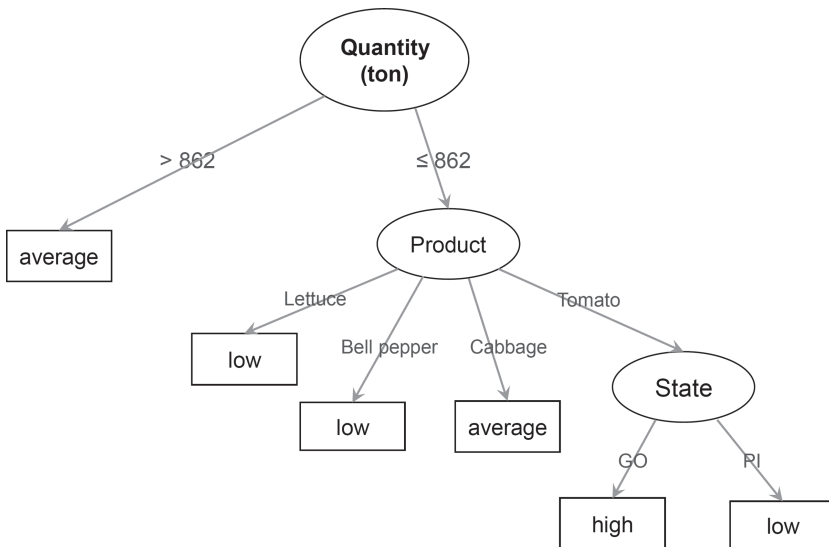 Quantity
(ton)
> 862
≤ 862
average
Product
Lettuce
Tomato
low
Bell pepper
Cabbage
State
low
average
GO
PI
high
low